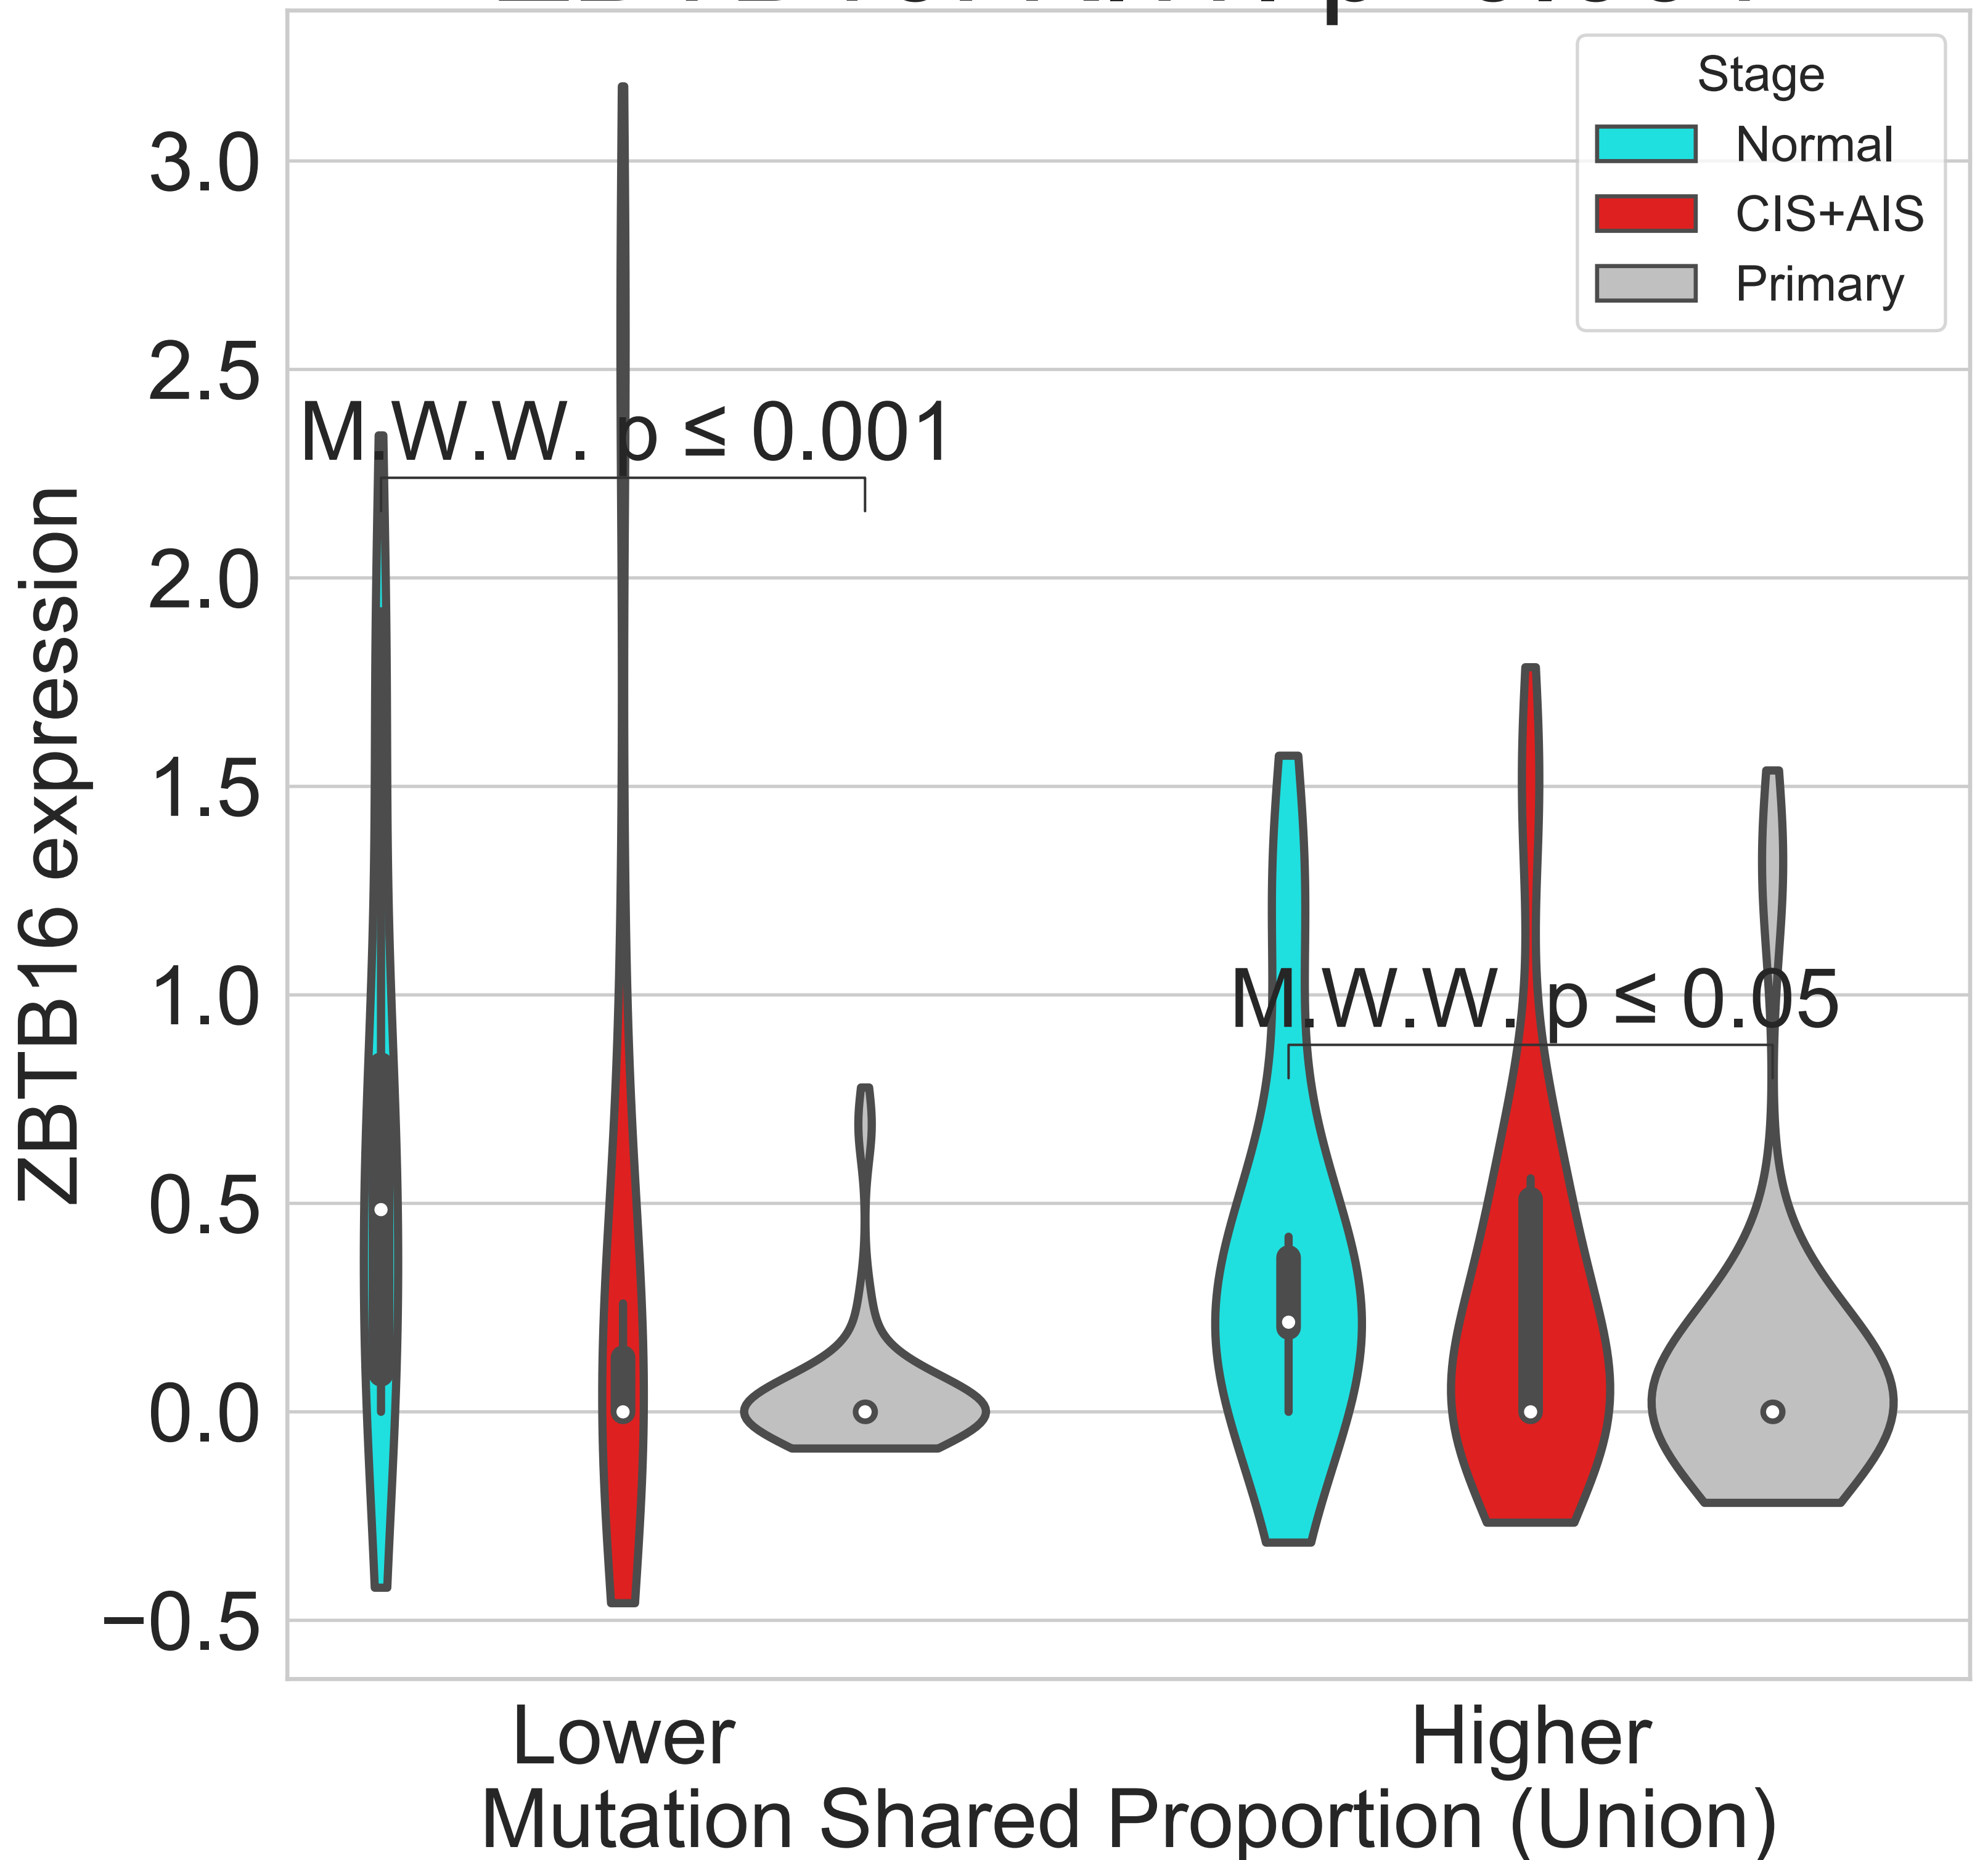 Stage
Normal
CIS+AIS
Primary
3.0
2.5
2.0
1.5
1.0
0.5
0.0
−0.5
ZBTB16 expression
M.W.W. p ≤ 0.001
M.W.W. p ≤ 0.05
Lower
Higher
Mutation Shared Proportion (Union)